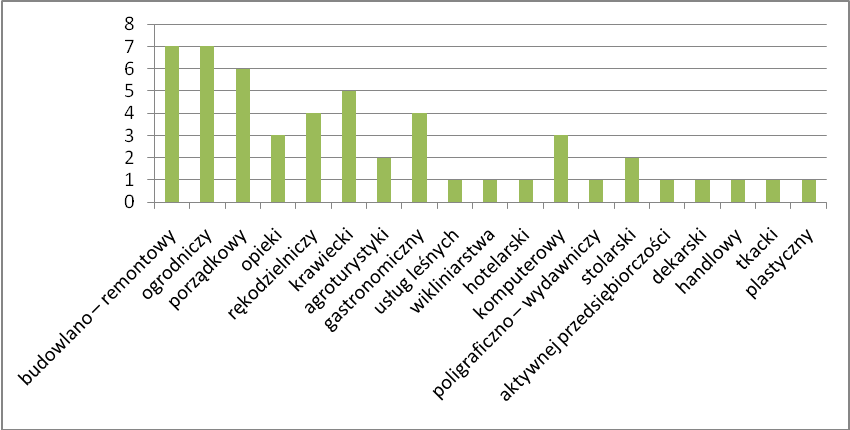 8
7
6
5
4
3
2
1
0
budowlano – remontowy
ogrodniczy
porządkowy
opieki
rękodzielniczy
krawiecki
agroturystyki
gastronomiczny
usług leśnych
wikliniarstwa
hotelarski
komputerowy
poligraficzno – wydawniczy
stolarski
aktywnej przedsiębiorczości
dekarski
handlowy
tkacki
plastyczny